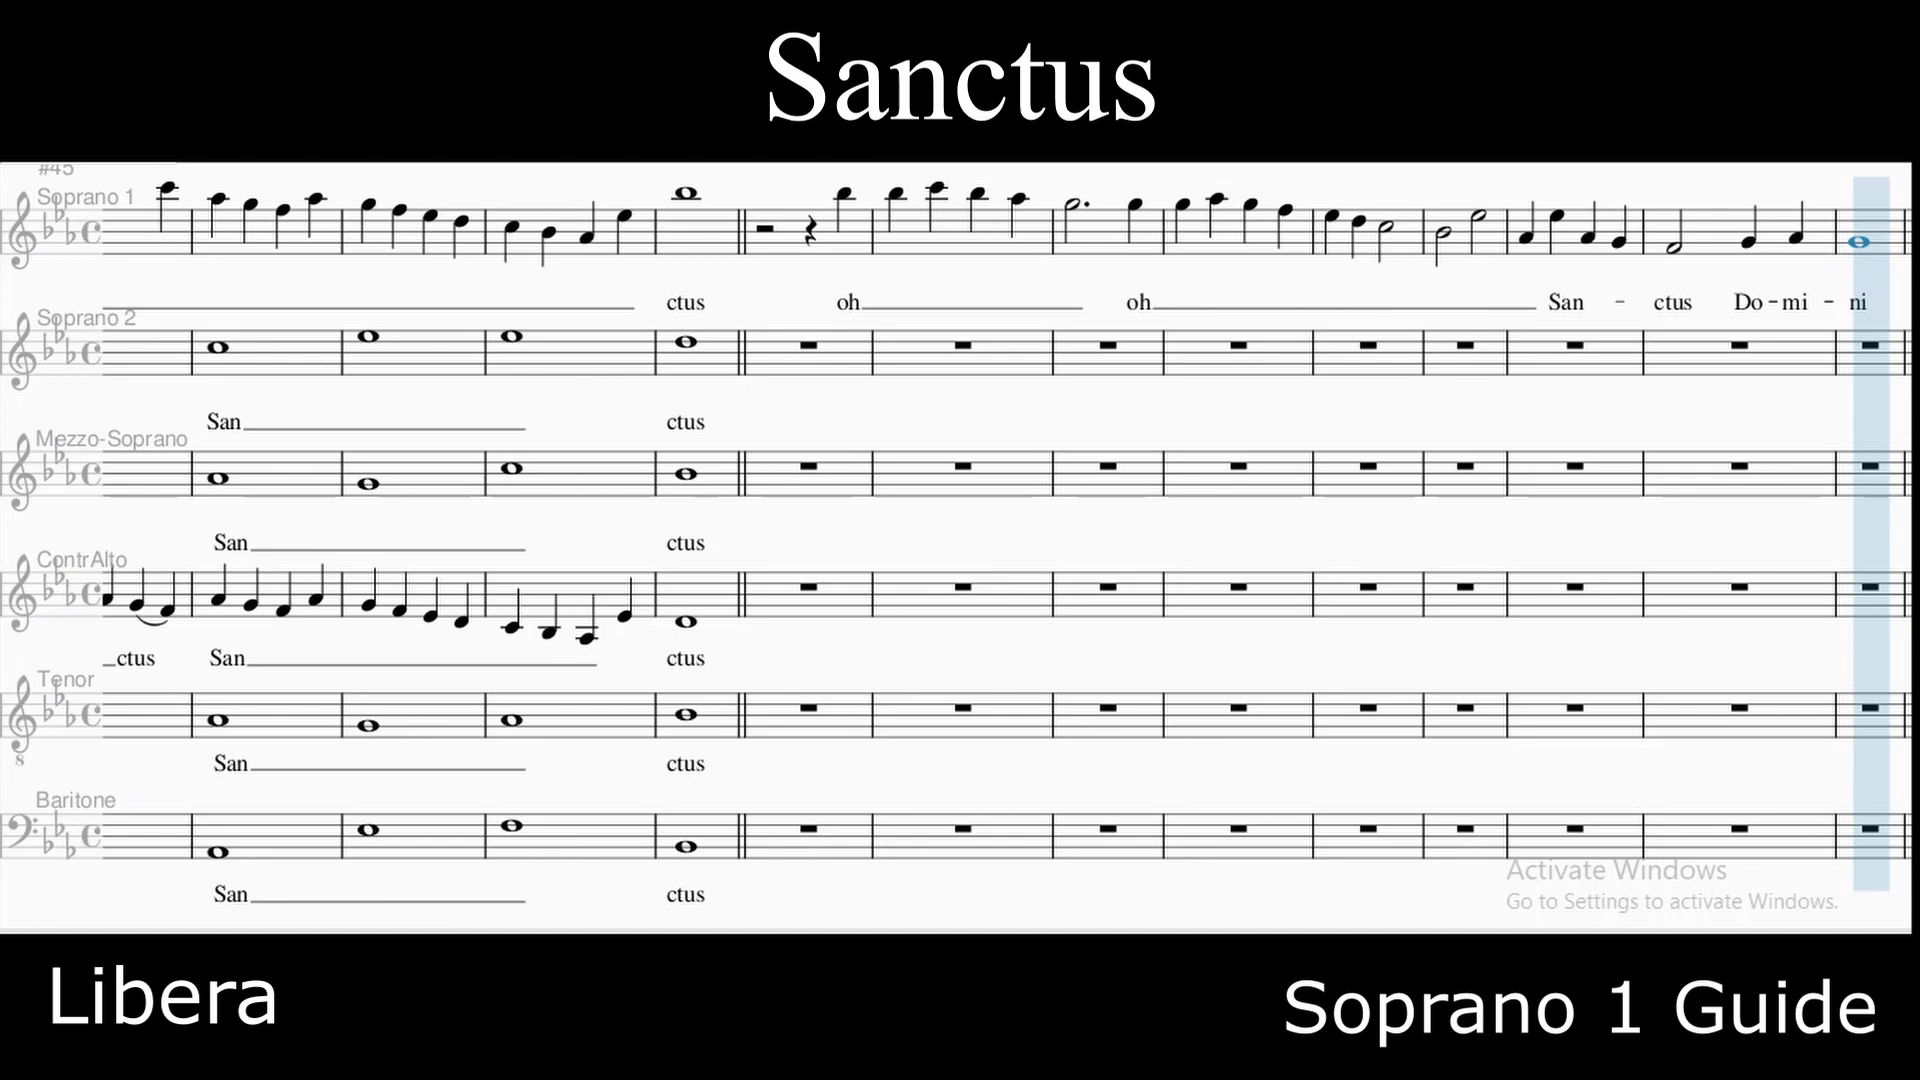 Sanctus
#45
Soprano 1
ctus oh oh San - ctus Do - mi - ni
Soprano 2
San ctus
Mezzo-Soprano
San ctus
ContrAlto
ctus San ctus
Tenor
8
San ctus
Baritone
San ctus
Activate Windows
Go to Settings to activate Windows.
Libera
Soprano 1 Guide